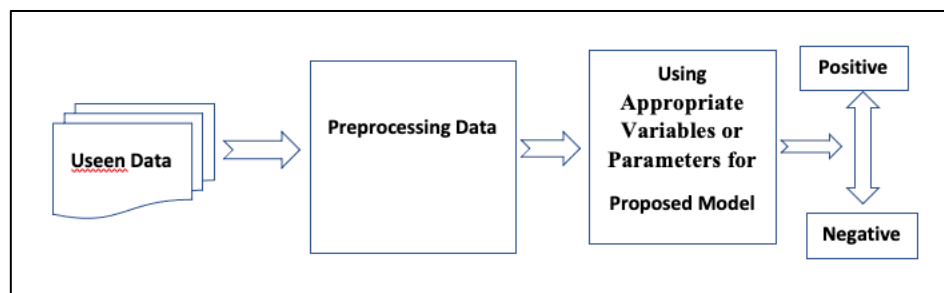 Useen Data
Preprocessing Data
Using
Appropriate
Variables or
Parameters for
Proposed Model
Positive
Negative